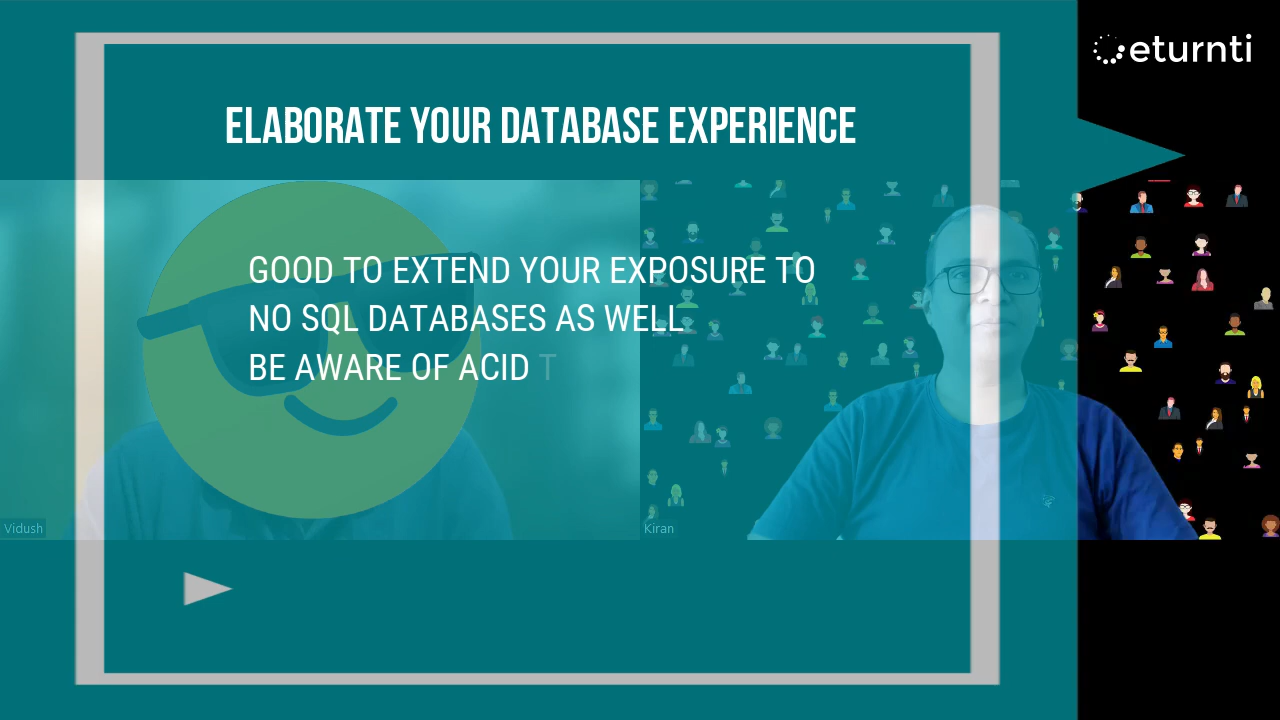 eturnti
ELABORATE YOUR DATABASE EXPERIENCE
GOOD TO EXTEND YOUR EXPOSURE TO
NO SQL DATABASES AS WELL
BE AWARE OF ACID T
Vidush
Kiran